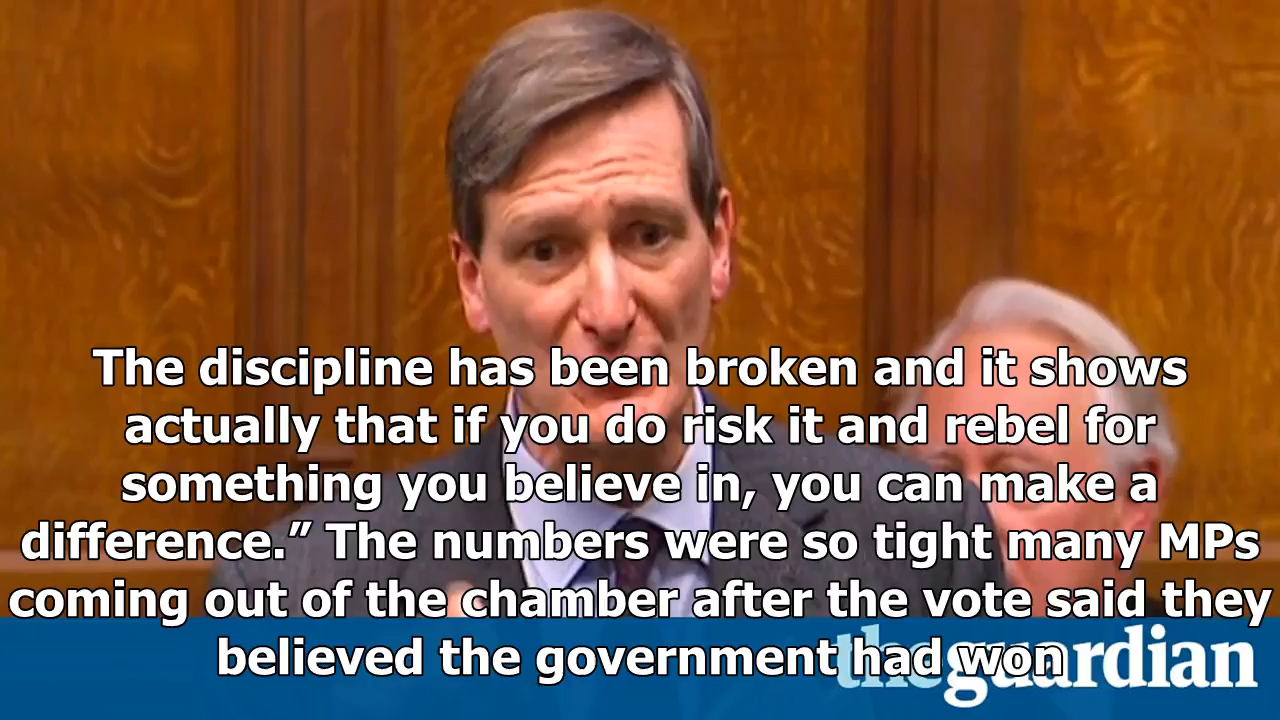 The discipline has been broken and it shows
actually that if you do risk it and rebel for
something you believe in, you can make a
difference.” The numbers were so tight many MPs
coming out of the chamber after the vote said they
believed the government had won
theguardian